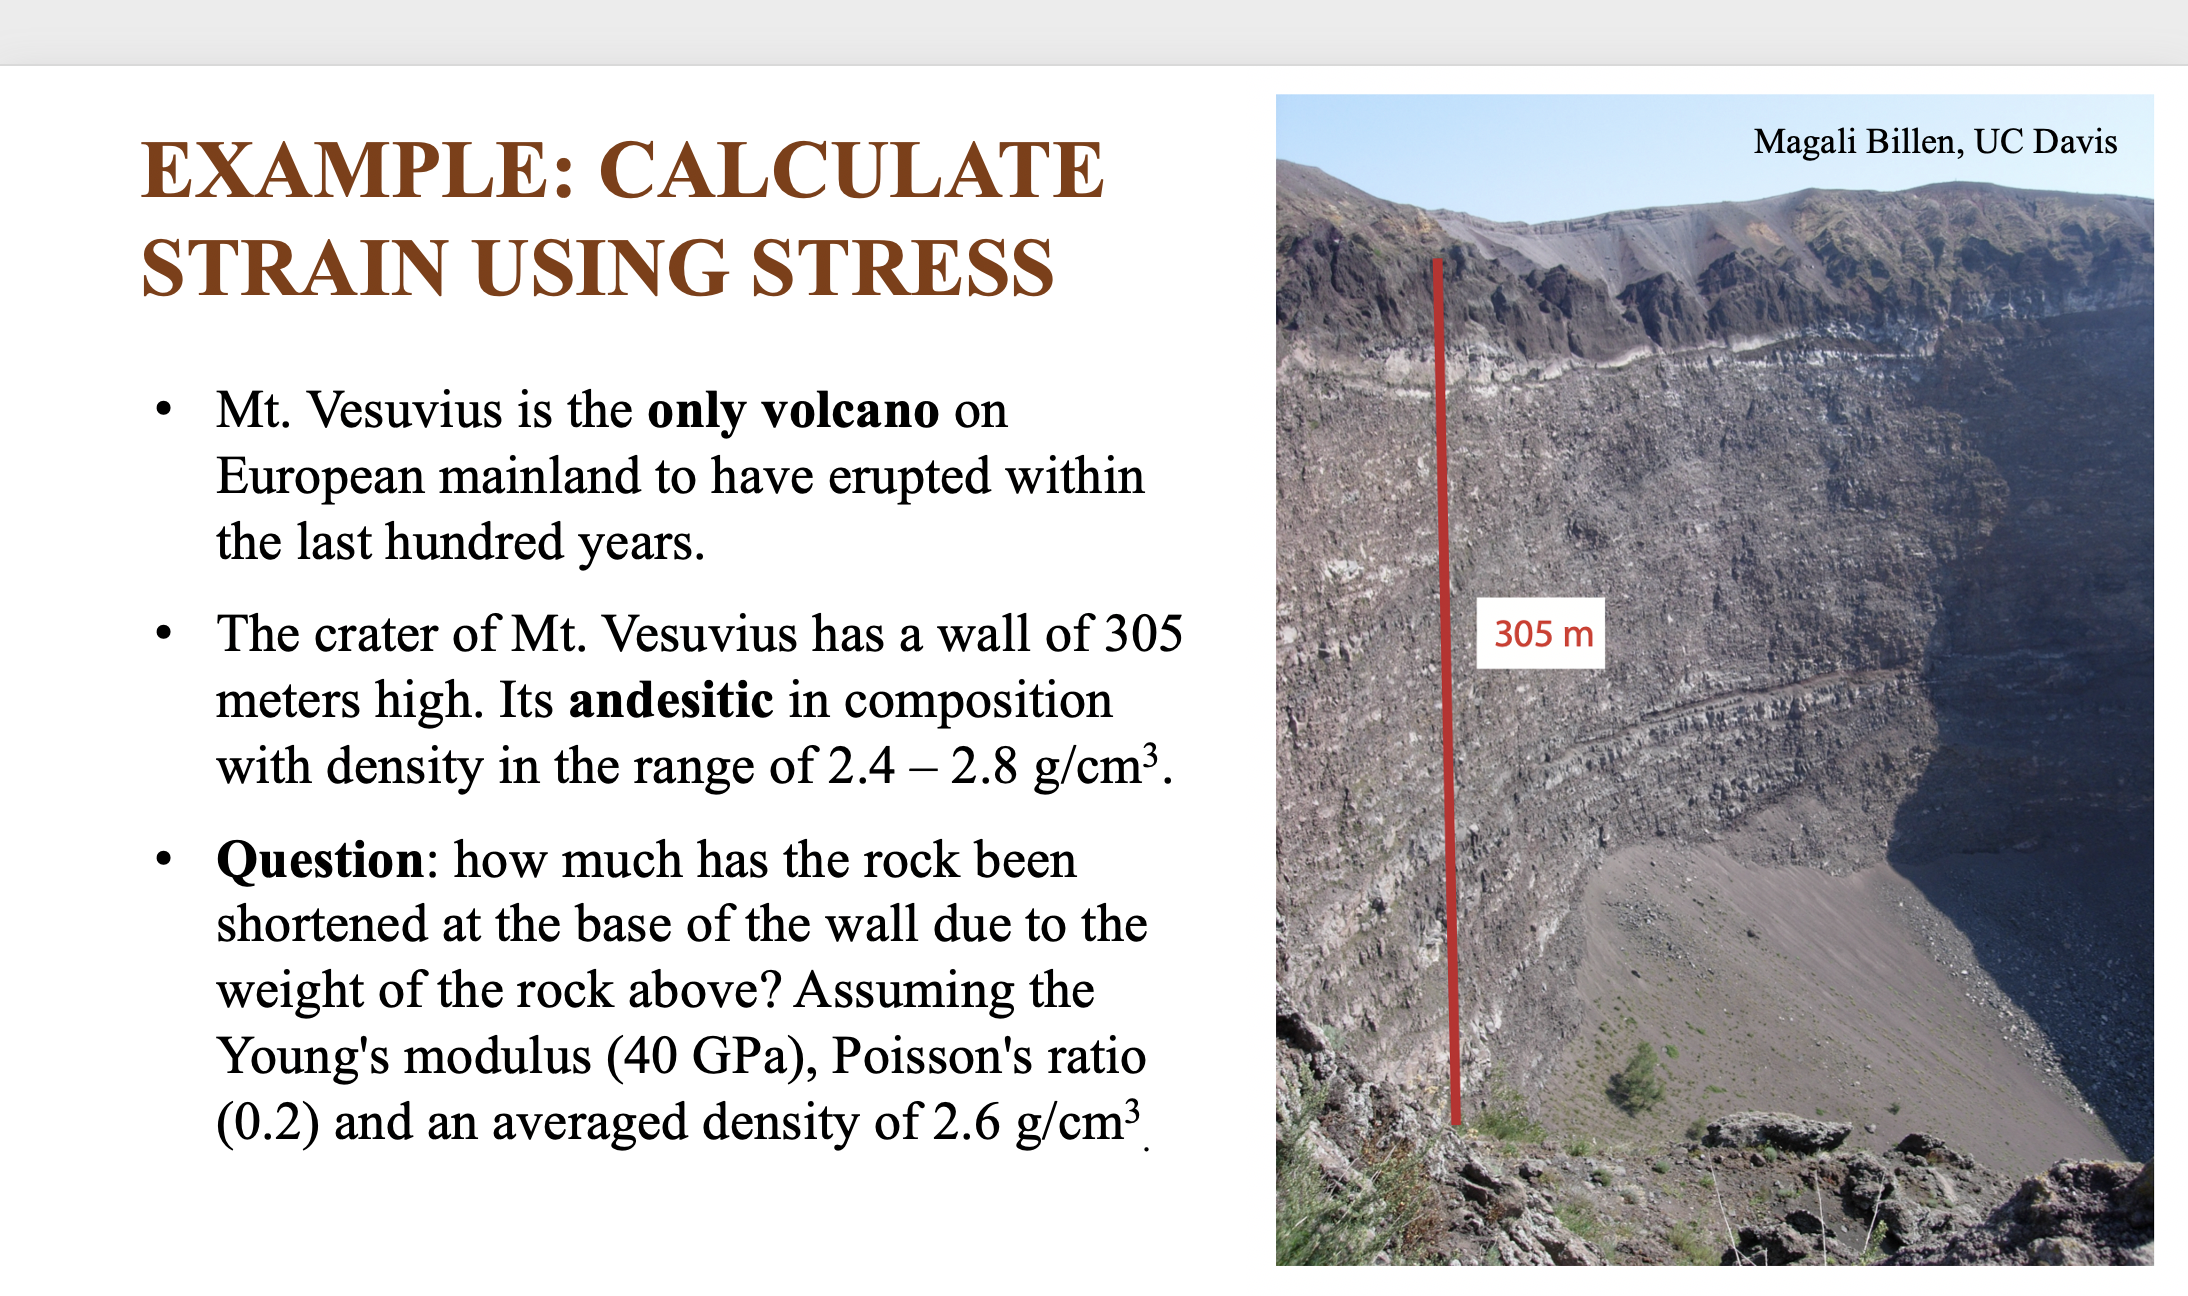 EXAMPLE: CALCULATE
STRAIN USING STRESS
• Mt. Vesuvius is the only volcano on
European mainland to have erupted within
the last hundred years.
• The crater of Mt. Vesuvius has a wall of 305
meters high. Its andesitic in composition
with density in the range of 2.4 – 2.8 g/cm³.
• Question: how much has the rock been
shortened at the base of the wall due to the
weight of the rock above? Assuming the
Young's modulus (40 GPa), Poisson's ratio
(0.2) and an averaged density of 2.6 g/cm³.
Magali Billen, UC Davis
305 m